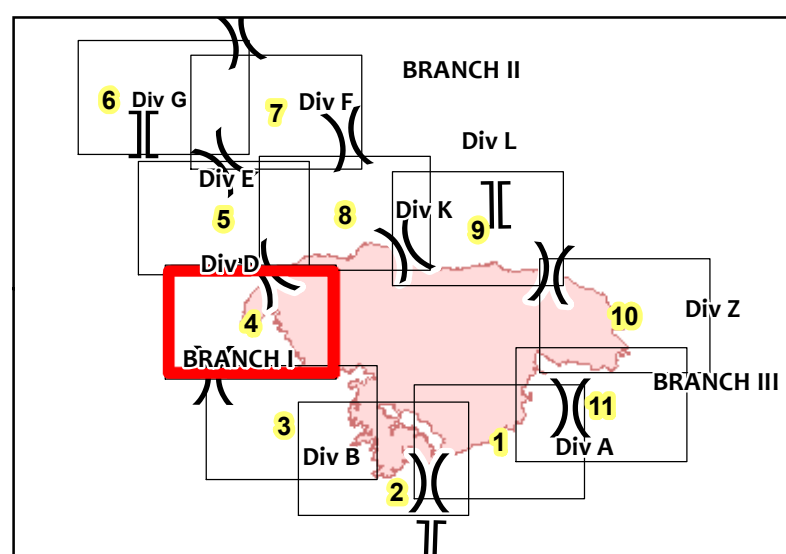 BRANCH II
6
Div G
7
Div F
Div L
Div E
5
8
Div K
9
Div D
4
10
Div Z
BRANCH I
BRANCH III
3
11
1
Div A
Div B
2